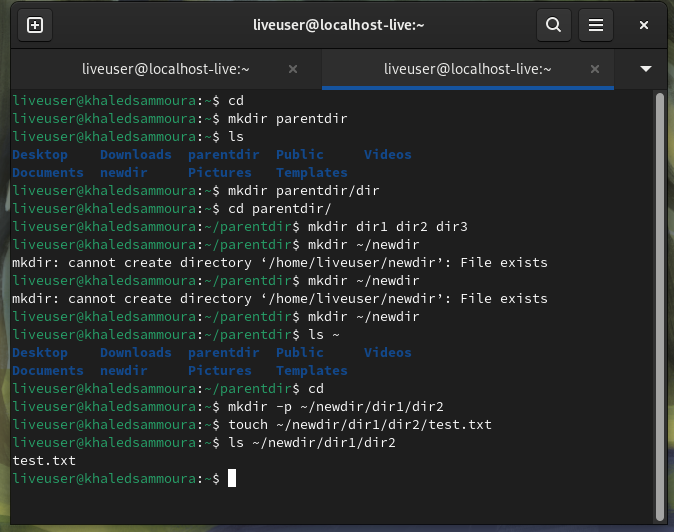 liveuser@localhost-live:~
liveuser@localhost-live:~ × liveuser@localhost-live:~ ×
liveuser@khaledsammoura:~$ cd
liveuser@khaledsammoura:~$ mkdir parentdir
liveuser@khaledsammoura:~$ ls
Desktop    Downloads  parentdir  Public     Videos
Documents  newdir     Pictures   Templates
liveuser@khaledsammoura:~$ mkdir parentdir/dir
liveuser@khaledsammoura:~$ cd parentdir/
liveuser@khaledsammoura:~/parentdir$ mkdir dir1 dir2 dir3
liveuser@khaledsammoura:~/parentdir$ mkdir ~/newdir
mkdir: cannot create directory ‘/home/liveuser/newdir’: File exists
liveuser@khaledsammoura:~/parentdir$ mkdir ~/newdir
mkdir: cannot create directory ‘/home/liveuser/newdir’: File exists
liveuser@khaledsammoura:~/parentdir$ mkdir ~/newdir
liveuser@khaledsammoura:~/parentdir$ ls ~
Desktop    Downloads  parentdir  Public     Videos
Documents  newdir     Pictures   Templates
liveuser@khaledsammoura:~/parentdir$ cd
liveuser@khaledsammoura:~$ mkdir -p ~/newdir/dir1/dir2
liveuser@khaledsammoura:~$ touch ~/newdir/dir1/dir2/test.txt
liveuser@khaledsammoura:~$ ls ~/newdir/dir1/dir2
test.txt
liveuser@khaledsammoura:~$